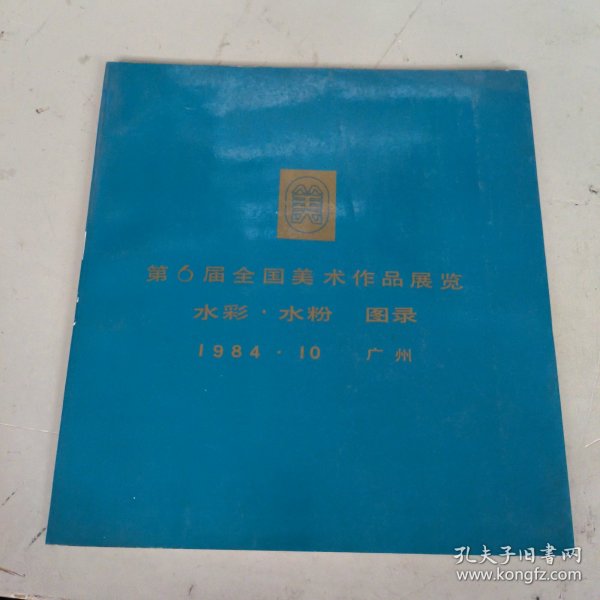 美
第6届全国美术作品展览
水彩·水粉 图录
1984·10 广州
孔夫子旧书网
www.kongfz.com